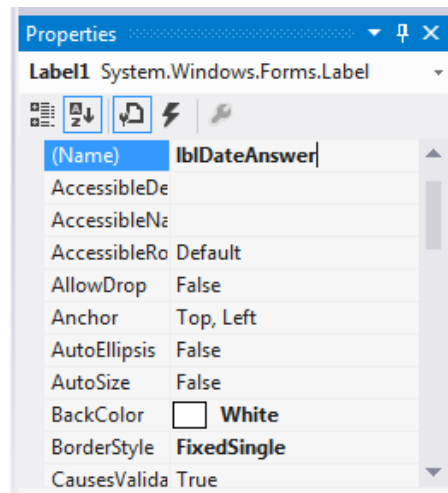 Properties
Label1 System.Windows.Forms.Label
(Name) lblDateAnswer
AccessibleDe
AccessibleNa
AccessibleRo Default
AllowDrop False
Anchor Top, Left
AutoEllipsis False
AutoSize False
BackColor White
BorderStyle FixedSingle
CausesValida True